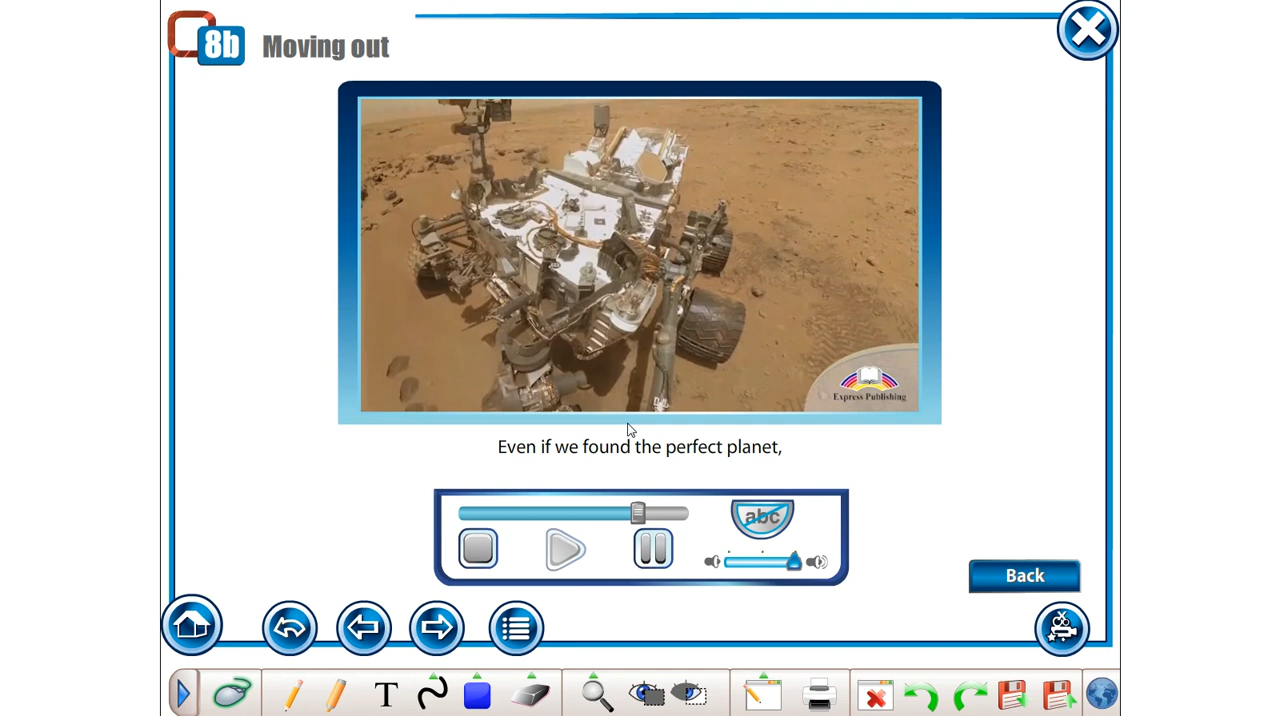 8b Moving out
Express Publishing
Even if we found the perfect planet,
abc
Back
T